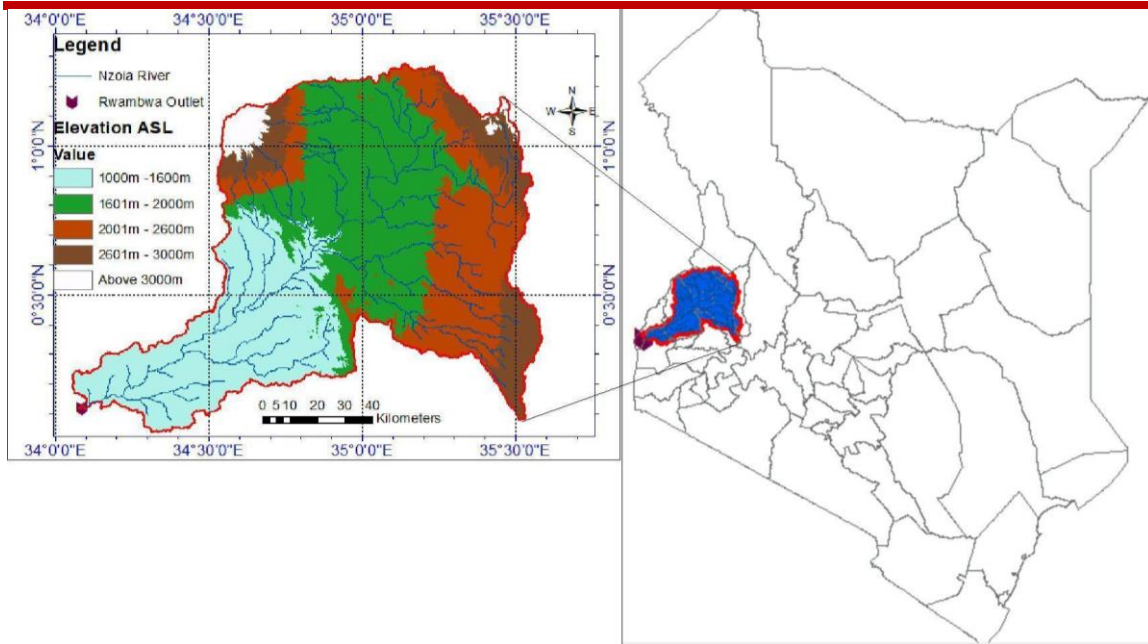 34°0'0"E
34°30'0"E
35°0'0"E
35°30'0"E
Legend
Nzoia River
Rwambwa Outlet
Elevation ASL
Value
1000m -1600m
1601m - 2000m
2001m - 2600m
2601m - 3000m
Above 3000m
N
W E
S
1°0'0"N
1°0'0"N
0°30'0"N
0°30'0"N
0 5 10 20 30 40
Kilometers
34°0'0"E
34°30'0"E
35°0'0"E
35°30'0"E